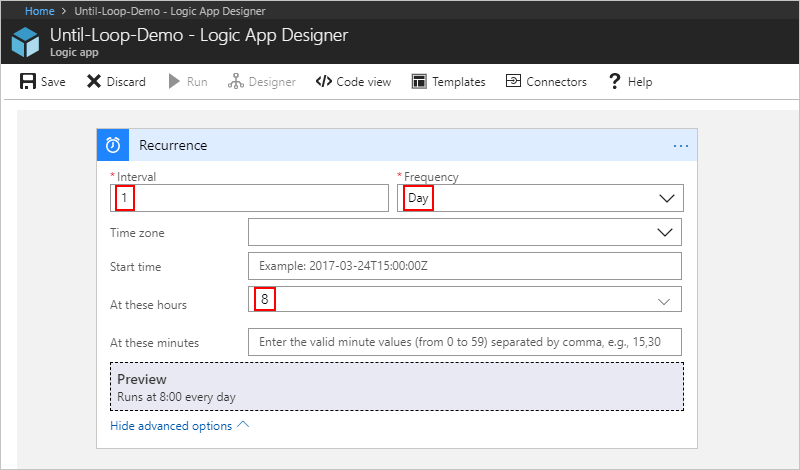 Home > Until-Loop-Demo - Logic App Designer
Until-Loop-Demo - Logic App Designer
Logic app
Save Discard Run Designer Code view Templates Connectors Help
Recurrence ...
* Interval * Frequency
1 Day
Time zone
Start time Example: 2017-03-24T15:00:00Z
At these hours 8
At these minutes Enter the valid minute values (from 0 to 59) separated by comma, e.g., 15,30
Preview
Runs at 8:00 every day
Hide advanced options